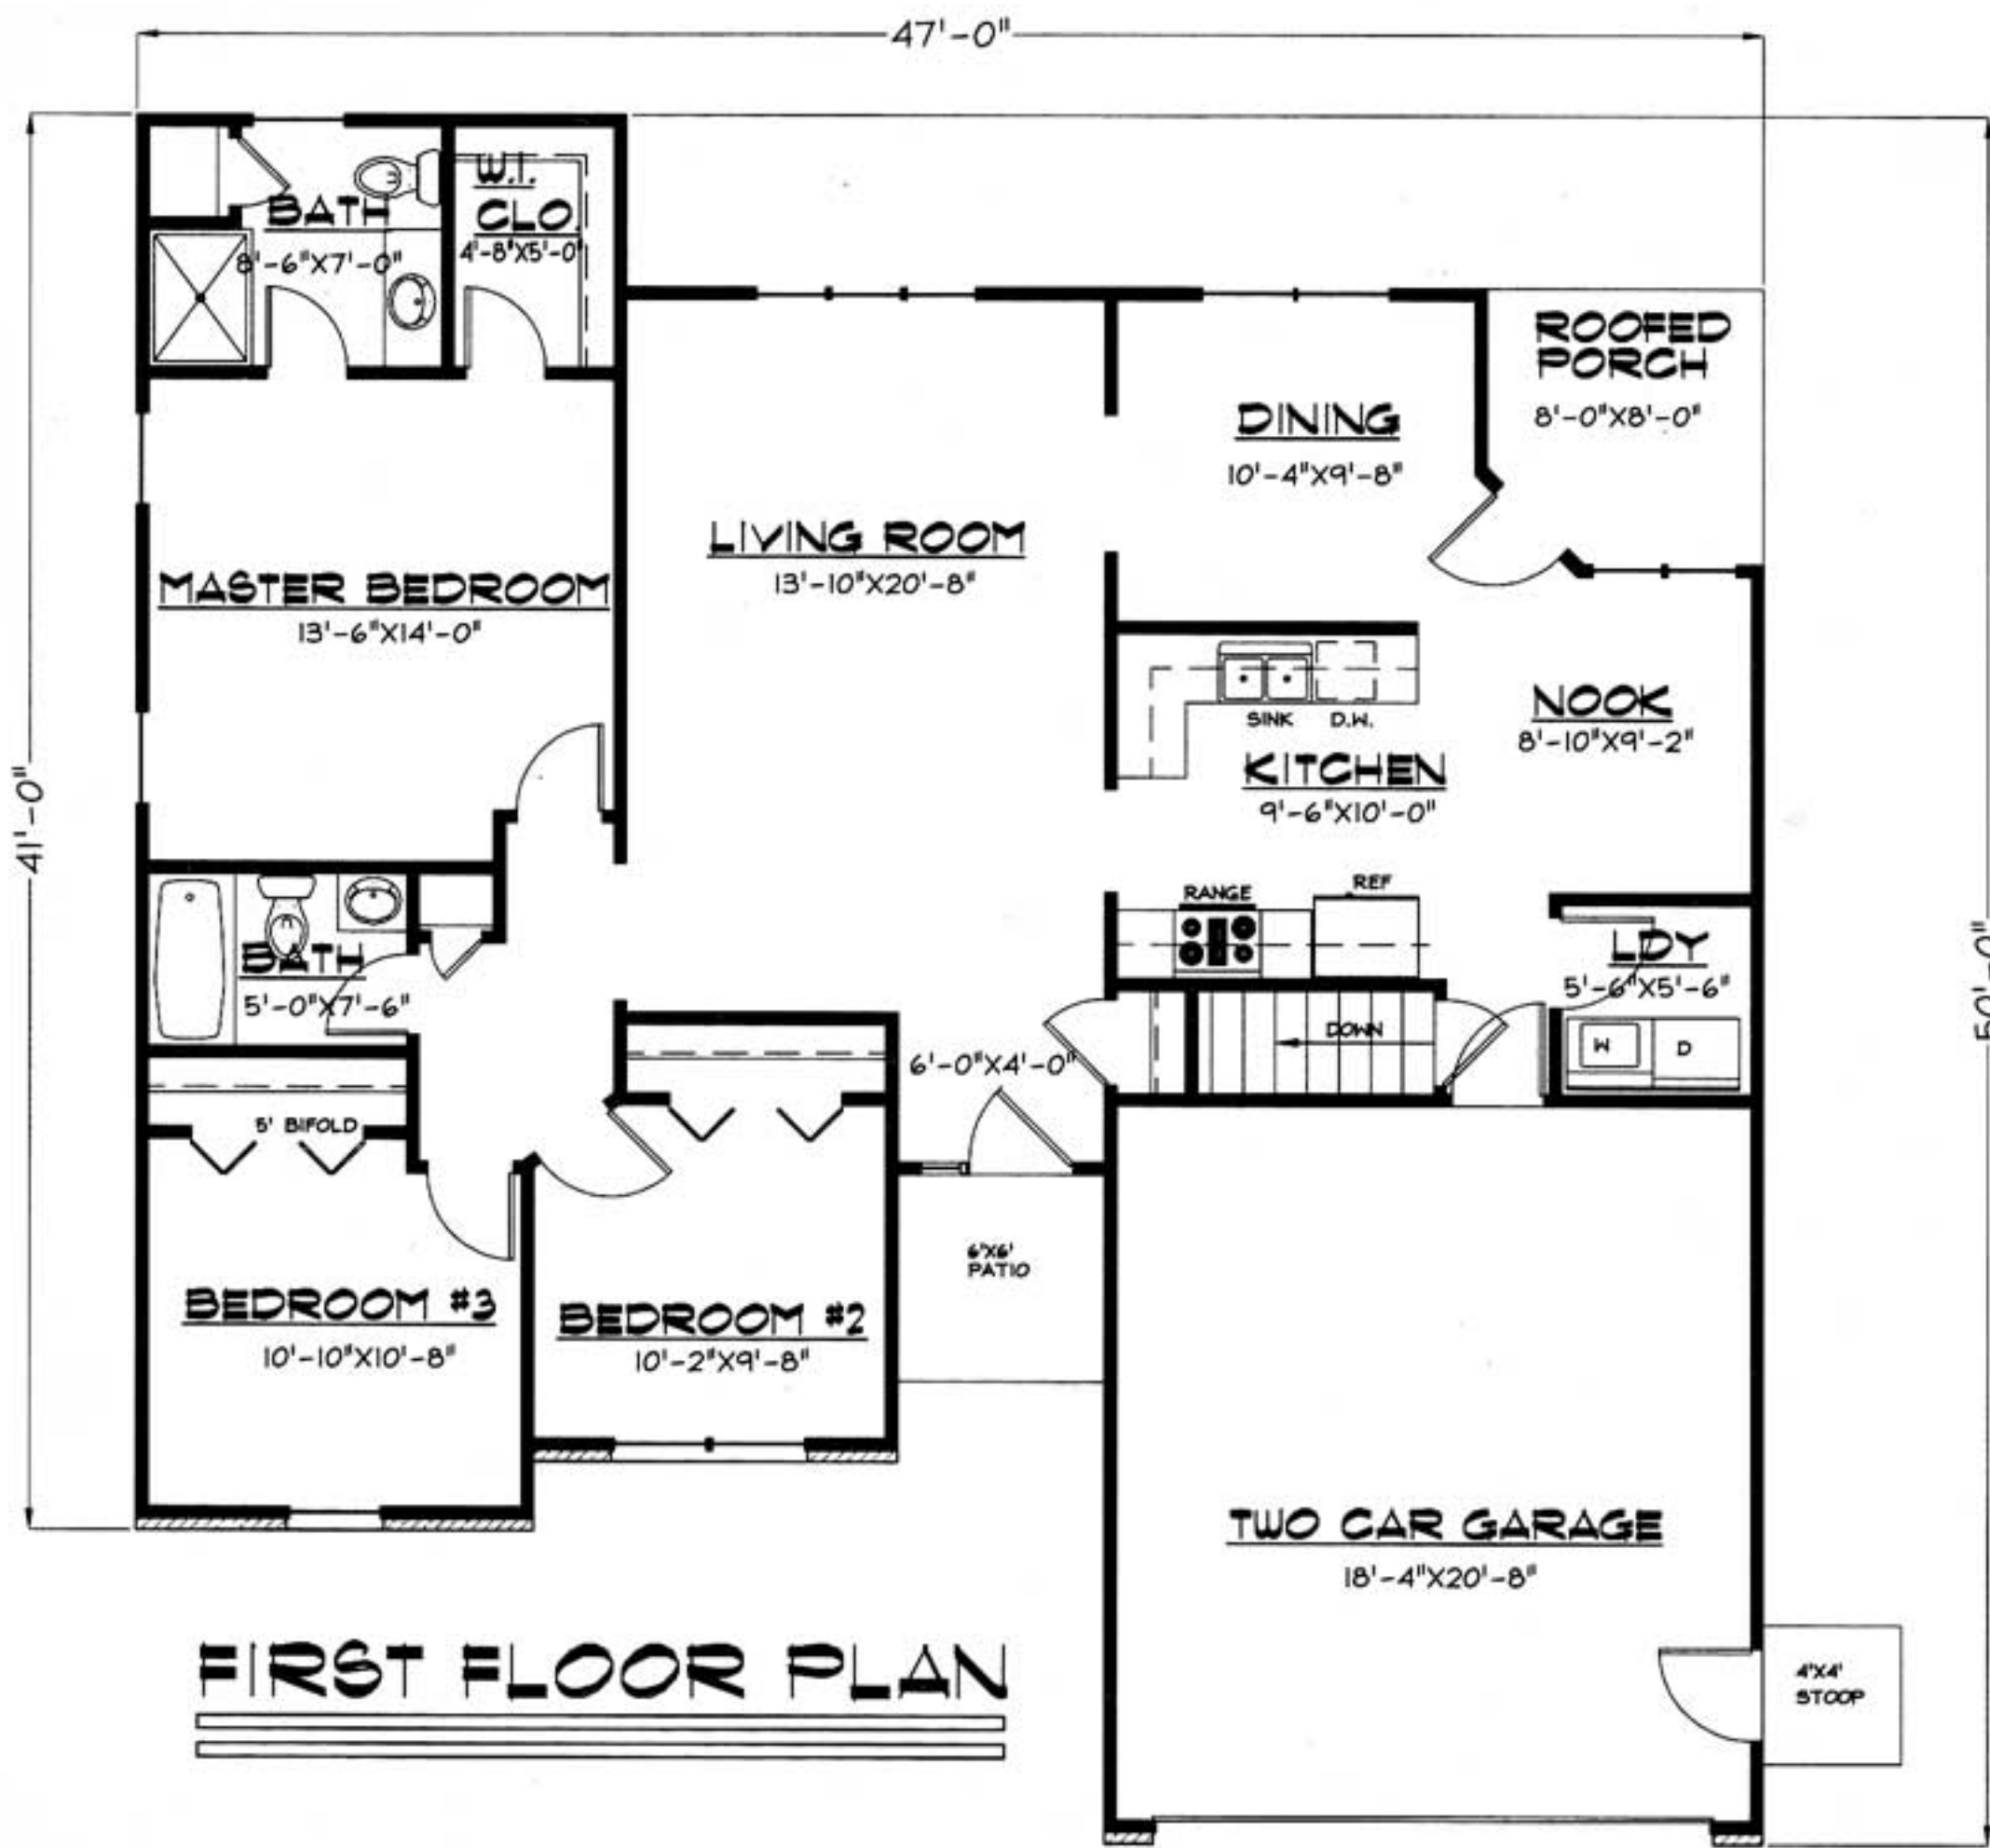 47'-0"
BATH
8'-6"X7'-0"
W.I.
CLO.
4'-8"X5'-0"
ROOFED
PORCH
8'-0"X8'-0"
DINING
10'-4"X9'-8"
LIVING ROOM
13'-10"X20'-8"
MASTER BEDROOM
13'-6"X14'-0"
SINK D.W.
NOOK
8'-10"X9'-2"
KITCHEN
9'-6"X10'-0"
41'-0"
RANGE
REF
LDY
5'-6"X5'-6"
W D
50'-0"
BATH
5'-0"X7'-6"
DOWN
6'-0"X4'-0"
5' BIFOLD
6'X6'
PATIO
BEDROOM #3
10'-10"X10'-8"
BEDROOM #2
10'-2"X9'-8"
TWO CAR GARAGE
18'-4"X20'-8"
FIRST FLOOR PLAN
4'X4'
STOOP